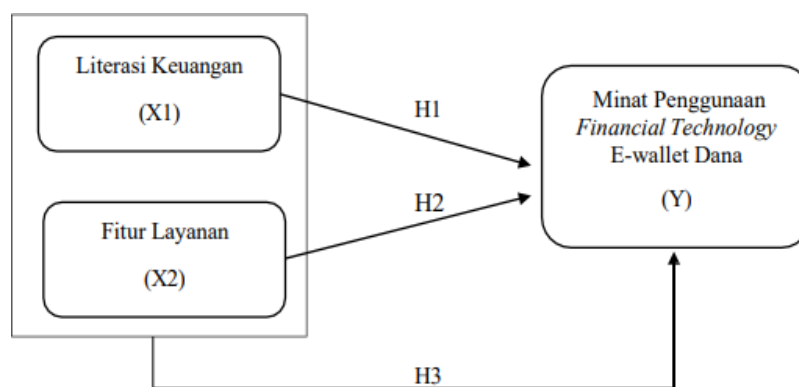 Literasi Keuangan
(X1)
H1
Minat Penggunaan
Financial Technology
E-wallet Dana
(Y)
H2
Fitur Layanan
(X2)
H3